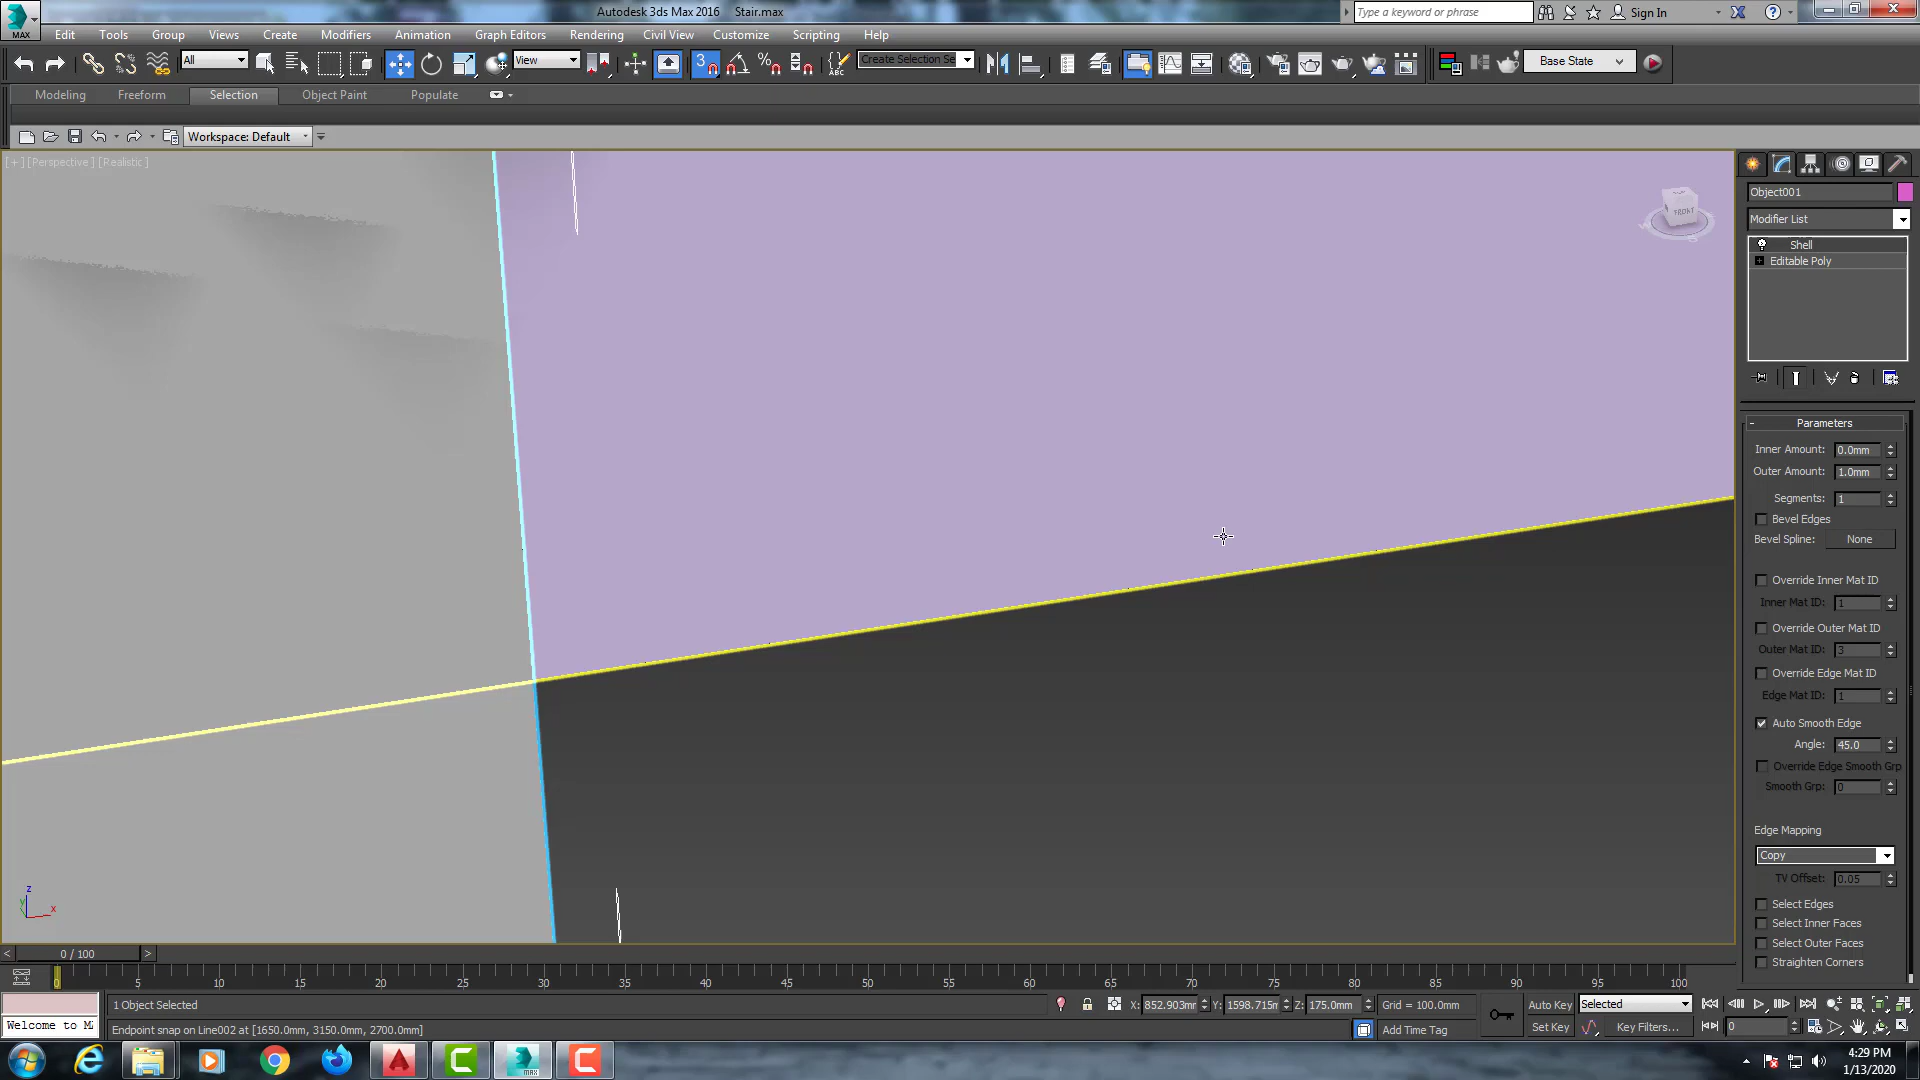 Autodesk 3ds Max 2016 Stair.max
Type a keyword or phrase
Sign In
MAX
Edit Tools Group Views Create Modifiers Animation Graph Editors Rendering Civil View Customize Scripting Help
All
View
3
ABC
Create Selection Se
Base State
Modeling Freeform Selection Object Paint Populate
Workspace: Default
[+] [Perspective] [Realistic]
FRONT
Object001
Modifier List
Shell
Editable Poly
Parameters
Inner Amount: 0.0mm
Outer Amount: 1.0mm
Segments: 1
Bevel Edges
Bevel Spline: None
Override Inner Mat ID
Inner Mat ID: 1
Override Outer Mat ID
Outer Mat ID: 3
Override Edge Mat ID
Edge Mat ID: 1
Auto Smooth Edge
Angle: 45.0
Override Edge Smooth Grp
Smooth Grp: 0
Edge Mapping
Copy
TV Offset: 0.05
Select Edges
Select Inner Faces
Select Outer Faces
Straighten Corners
z
y
x
< 0 / 100 >
0 5 10 15 20 25 30 35 40 45 50 55 60 65 70 75 80 85 90 95 100
1 Object Selected
X: 852.903mm Y: 1598.715m Z: 175.0mm Grid = 100.0mm
Auto Key Selected
Welcome to M
Endpoint snap on Line002 at [1650.0mm, 3150.0mm, 2700.0mm]
Add Time Tag
Set Key Key Filters... 0
MAX
4:29 PM
1/13/2020